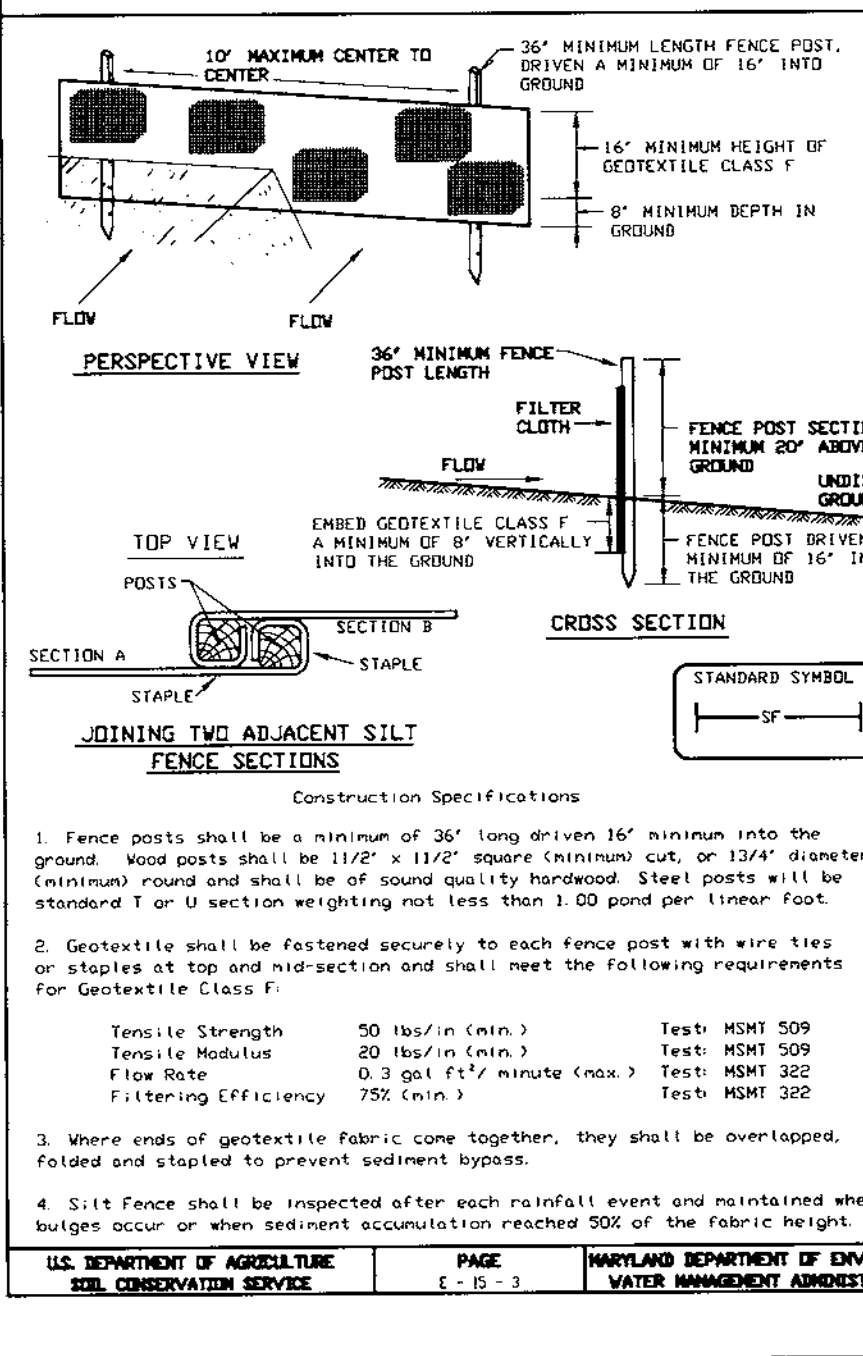 10' MAXIMUM CENTER TO
CENTER
36" MINIMUM LENGTH FENCE POST,
DRIVEN A MINIMUM OF 16" INTO
GROUND
16" MINIMUM HEIGHT OF
GEOTEXTILE CLASS F
8" MINIMUM DEPTH IN
GROUND
FLOW
FLOW
PERSPECTIVE VIEW
36" MINIMUM FENCE
POST LENGTH
FILTER
CLOTH
FLOW
FENCE POST SECTI
MINIMUM 20" ABOV
GROUND
UNDI
GROU
EMBED GEOTEXTILE CLASS F
A MINIMUM OF 8" VERTICALLY
INTO THE GROUND
FENCE POST DRIVEN
MINIMUM OF 16" I
THE GROUND
CROSS SECTION
TOP VIEW
POSTS
SECTION B
SECTION A
STAPLE
STAPLE
JOINING TWO ADJACENT SILT
FENCE SECTIONS
STANDARD SYMBOL
SF
Construction Specifications
1. Fence posts shall be a minimum of 36" long driven 16" minimum into the
ground. Wood posts shall be 11/2" x 11/2" square (minimum) cut, or 13/4" diameter
(minimum) round and shall be of sound quality hardwood. Steel posts will be
standard T or U section weighting not less than 1.00 pond per linear foot.
2. Geotextile shall be fastened securely to each fence post with wire ties
or staples at top and mid-section and shall meet the following requirements
for Geotextile Class F:
Tensile Strength 50 lbs/in (min.) Test: MSMT 509
Tensile Modulus 20 lbs/in (min.) Test: MSMT 509
Flow Rate 0.3 gal ft²/ minute (max.) Test: MSMT 322
Filtering Efficiency 75% (min.) Test: MSMT 322
3. Where ends of geotextile fabric come together, they shall be overlapped,
folded and stapled to prevent sediment bypass.
4. Silt Fence shall be inspected after each rainfall event and maintained whe
bulges occur or when sediment accumulation reached 50% of the fabric height.
U.S. DEPARTMENT OF AGRICULTURE
SOIL CONSERVATION SERVICE
PAGE
E - 15 - 3
MARYLAND DEPARTMENT OF ENV
WATER MANAGEMENT ADMINIST